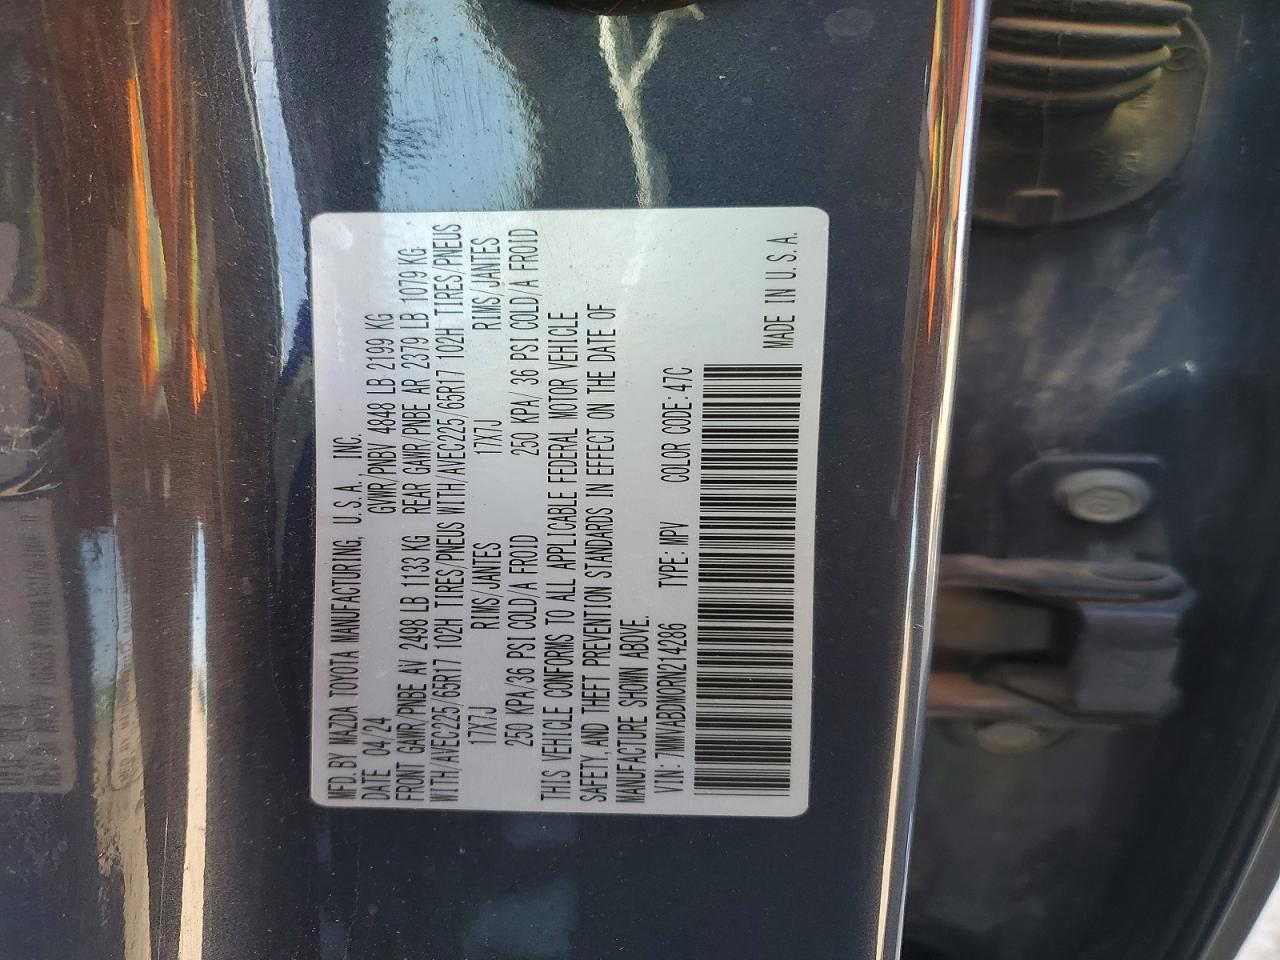 MFD. BY MAZDA TOYOTA MANUFACTURING, U.S.A., INC.
DATE 04/24 GWR/PNBV 4848 LB 2199 KG
FRONT GAWR/PNBE AV 2498 LB 1133 KG REAR GAWR/PNBE AR 2379 LB 1079 KG
WITH/AVEC225/65R17 102H TIRES/PNEUS WITH/AVEC225/65R17 102H TIRES/PNEUS
17X7J RIMS/JANTES 17X7J RIMS/JANTES
250 KPA/36 PSI COLD/A FROID 250 KPA/36 PSI COLD/A FROID
THIS VEHICLE CONFORMS TO ALL APPLICABLE FEDERAL MOTOR VEHICLE
SAFETY, AND THEFT PREVENTION STANDARDS IN EFFECT ON THE DATE OF
MANUFACTURE SHOWN ABOVE.
VIN: 7MMVABDM0RN214286 TYPE: MPV COLOR CODE: 47C
MADE IN U.S.A.